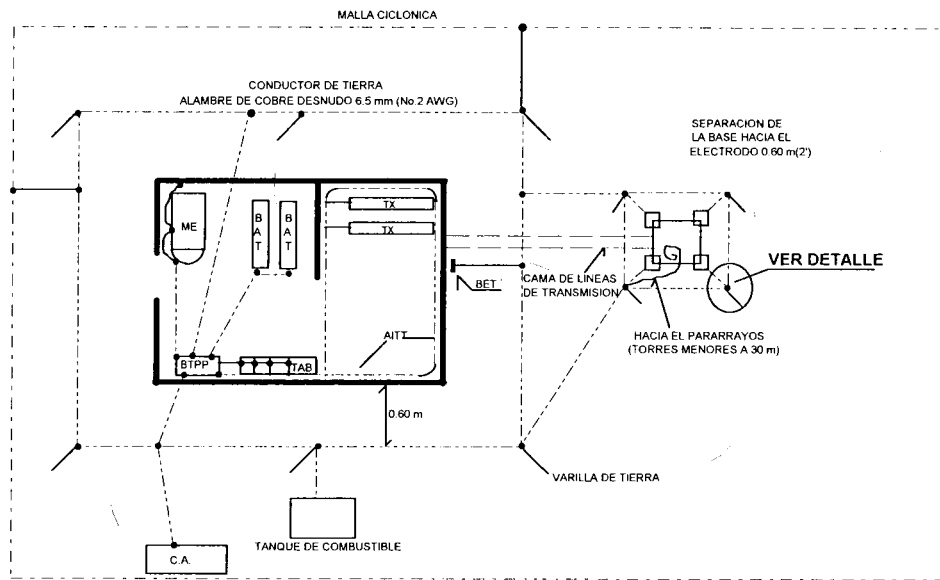 MALLA CICLONICA
CONDUCTOR DE TIERRA
ALAMBRE DE COBRE DESNUDO 6.5 mm (No.2 AWG)
SEPARACION DE
LA BASE HACIA EL
ELECTRODO 0.60 m(2')
ME
BAT
BAT
TX
TX
VER DETALLE
BET
CAMA DE LINEAS
DE TRANSMISION
HACIA EL PARARRAYOS
(TORRES MENORES A 30 m)
AITT
BTPP
TAB
0.60 m
VARILLA DE TIERRA
TANQUE DE COMBUSTIBLE
C.A.